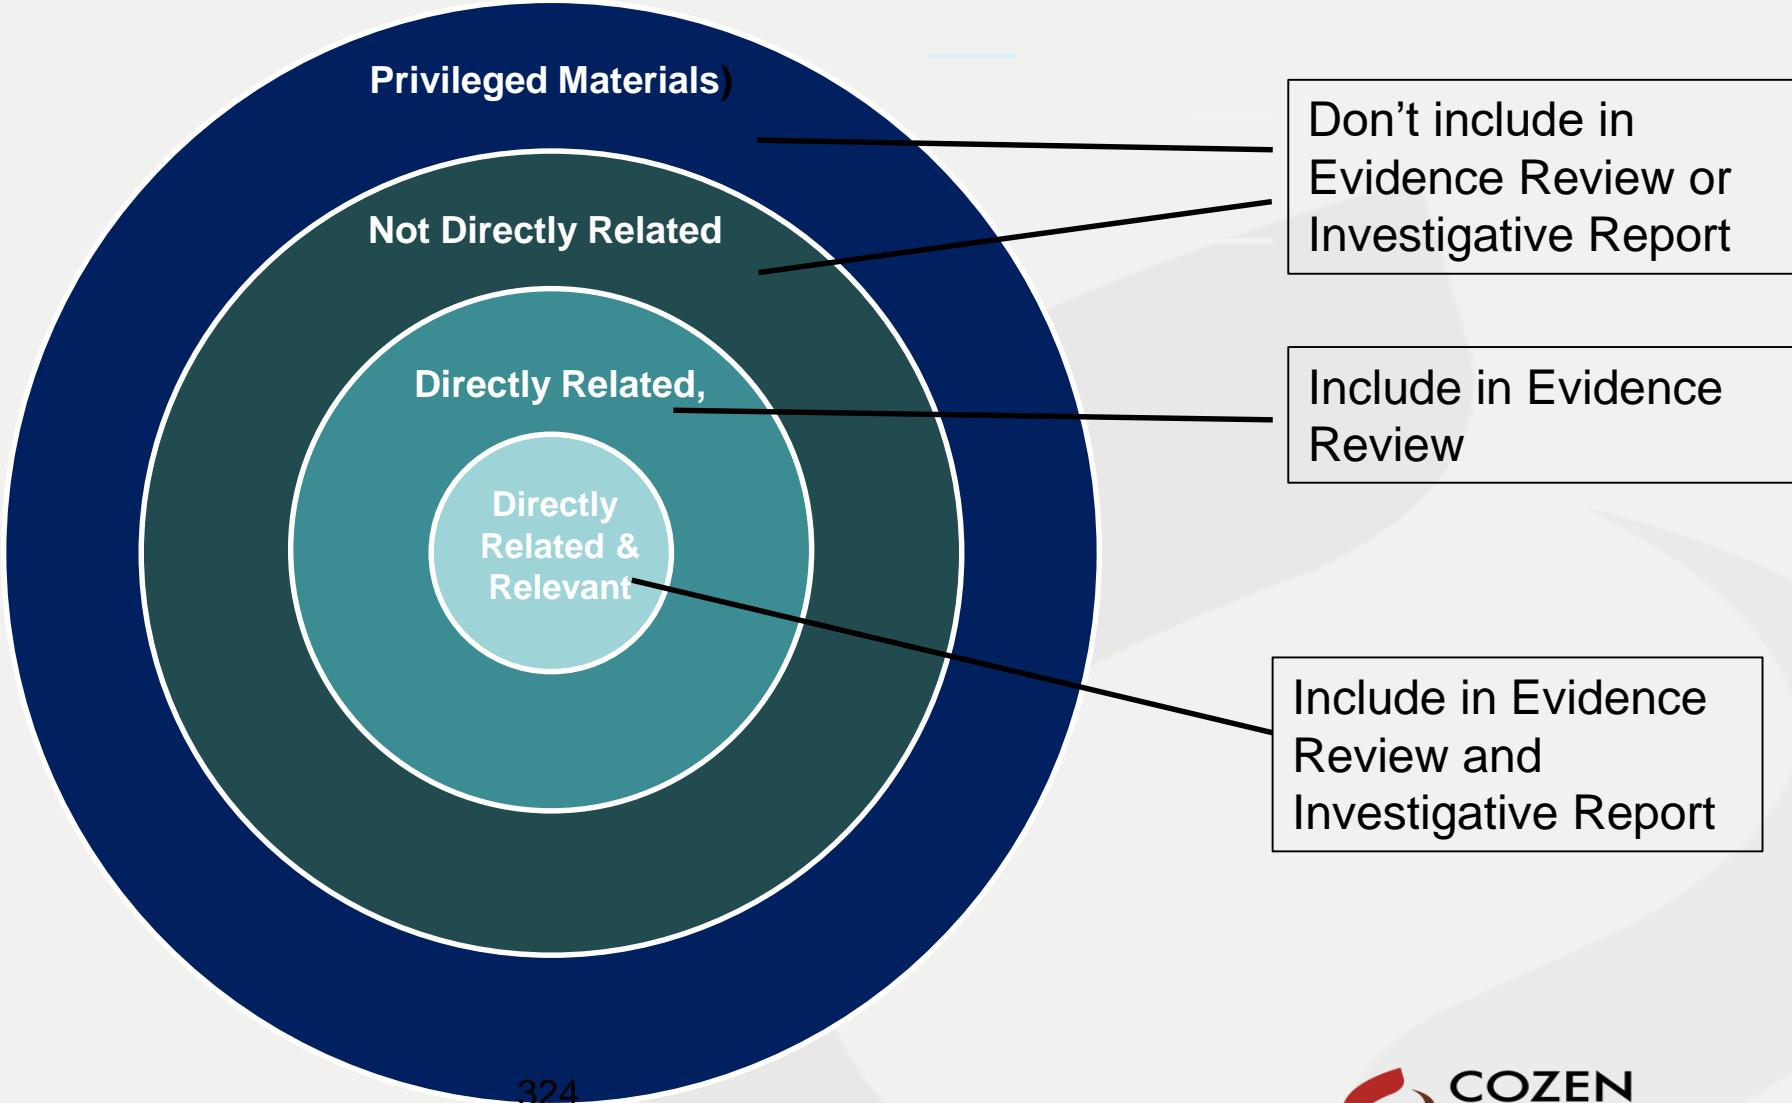 Privileged Materials)
Not Directly Related
Directly Related,
Directly
Related &
Relevant
Don't include in
Evidence Review or
Investigative Report
Include in Evidence
Review
Include in Evidence
Review and
Investigative Report
324
COZEN